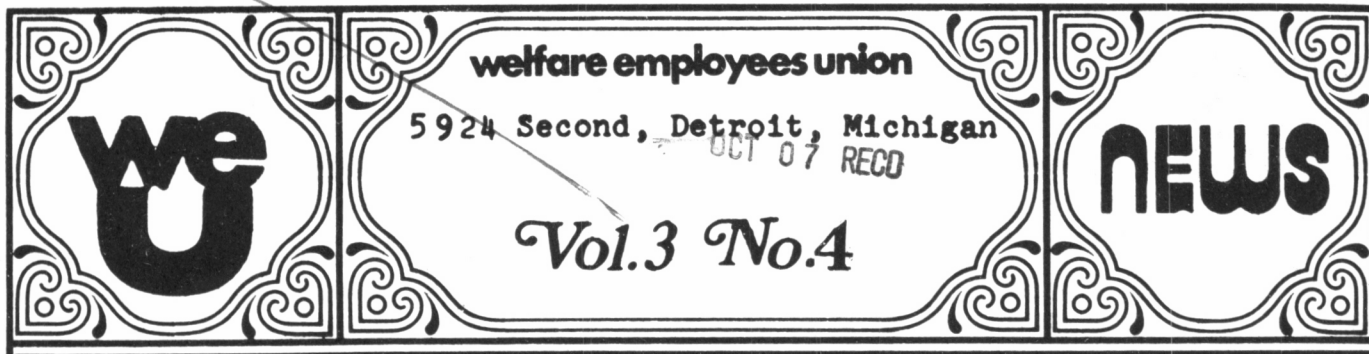 we
U
welfare employees union
5924 Second, Detroit, Michigan
OCT 07 RECD
Vol.3 No.4
NEWS